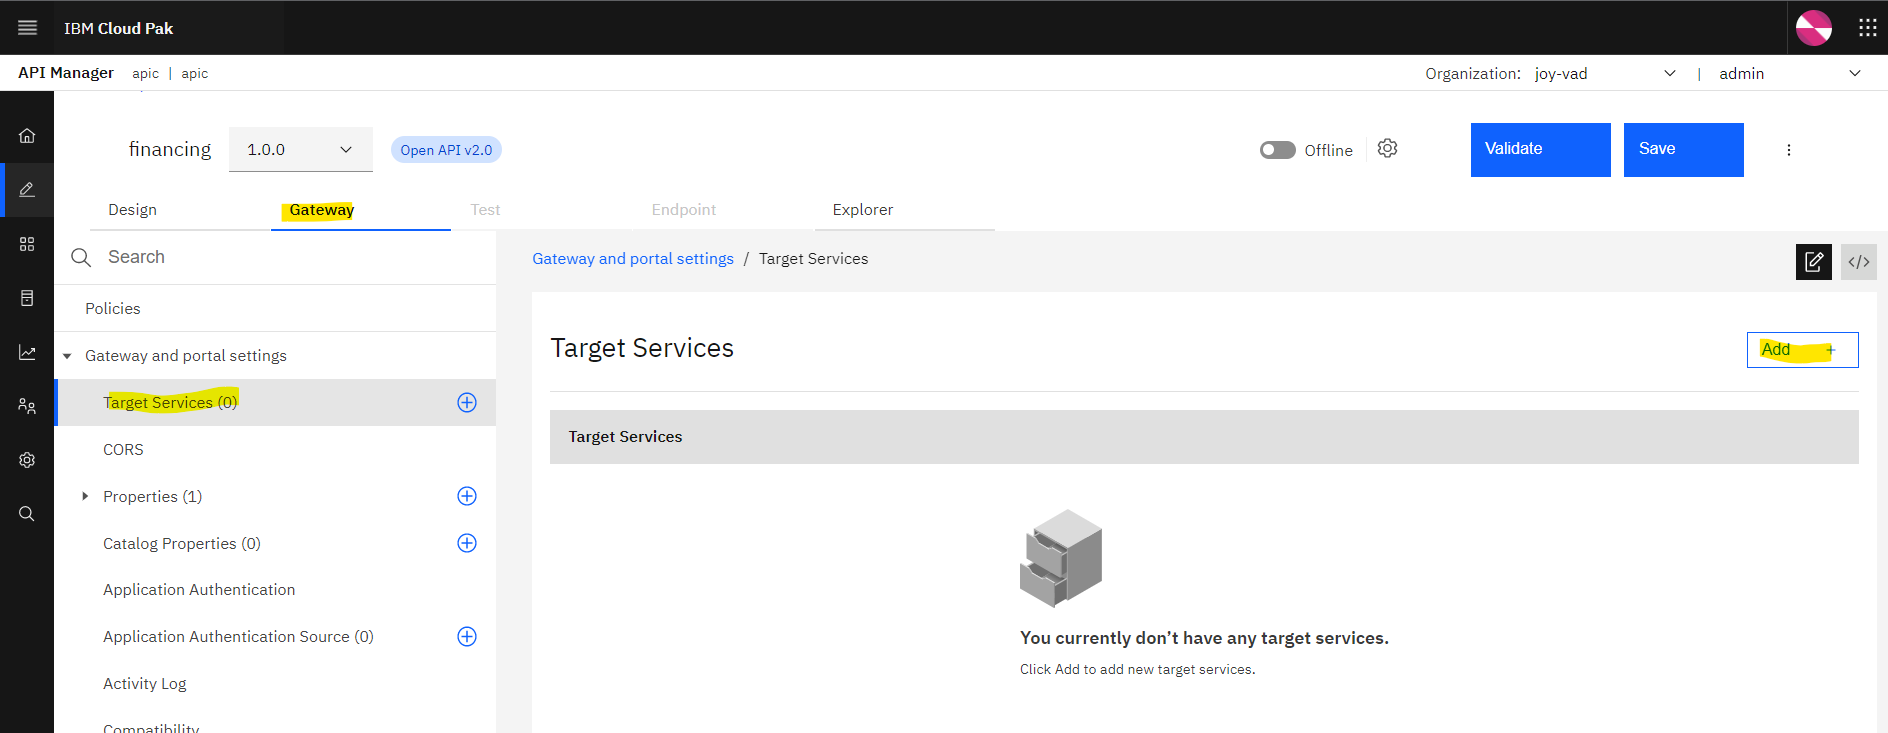 IBM Cloud Pak
API Manager apic | apic Organization: joy-vad | admin
financing 1.0.0 Open API v2.0 Offline Validate Save
Design Gateway Test Endpoint Explorer
Search
Gateway and portal settings / Target Services </>
Policies
Gateway and portal settings
Target Services (0)
CORS
Properties (1)
Catalog Properties (0)
Application Authentication
Application Authentication Source (0)
Activity Log
Compatibility
Target Services
Add +
Target Services
You currently don’t have any target services.
Click Add to add new target services.